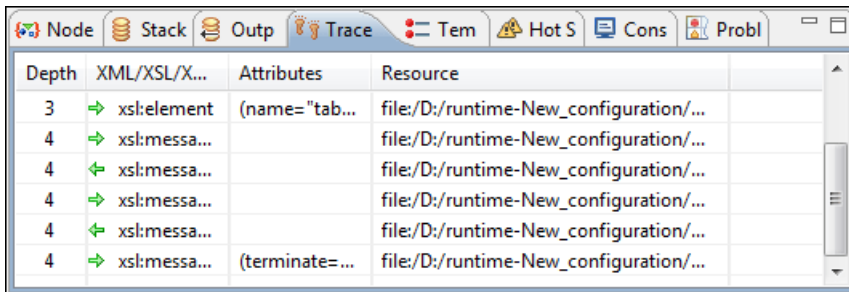 Node Stack Outp Trace Tem Hot S Cons Probl
Depth XML/XSL/X... Attributes Resource
3 xsl:element (name="tab... file:/D:/runtime-New_configuration/...
4 xsl:messa... file:/D:/runtime-New_configuration/...
4 xsl:messa... file:/D:/runtime-New_configuration/...
4 xsl:messa... file:/D:/runtime-New_configuration/...
4 xsl:messa... file:/D:/runtime-New_configuration/...
4 xsl:messa... (terminate=... file:/D:/runtime-New_configuration/...